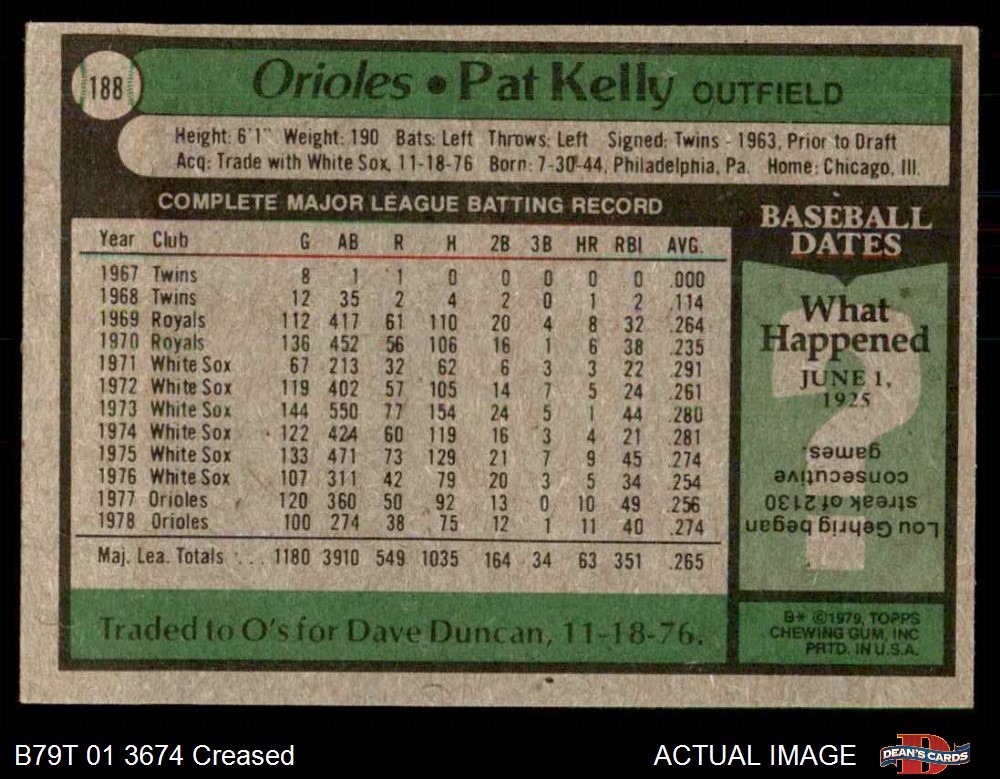 188
Orioles • Pat Kelly OUTFIELD
Height: 6'1" Weight: 190 Bats: Left Throws: Left Signed: Twins - 1963, Prior to Draft
Acq: Trade with White Sox, 11-18-76 Born: 7-30-44, Philadelphia, Pa. Home: Chicago, Ill.
COMPLETE MAJOR LEAGUE BATTING RECORD
Year Club G AB R H 2B 3B HR RBI AVG.
1967 Twins 8 1 1 0 0 0 0 0 .000
1968 Twins 12 35 2 4 2 0 1 2 .114
1969 Royals 112 417 61 110 20 4 8 32 .264
1970 Royals 136 452 56 106 16 1 6 38 .235
1971 White Sox 67 213 32 62 6 3 3 22 .291
1972 White Sox 119 402 57 105 14 7 5 24 .261
1973 White Sox 144 550 77 154 24 5 1 44 .280
1974 White Sox 122 424 60 119 16 3 4 21 .281
1975 White Sox 133 471 73 129 21 7 9 45 .274
1976 White Sox 107 311 42 79 20 3 5 34 .254
1977 Orioles 120 360 50 92 13 0 10 49 .256
1978 Orioles 100 274 38 75 12 1 11 40 .274
Maj. Lea. Totals . . . 1180 3910 549 1035 164 34 63 351 .265
Traded to O's for Dave Duncan, 11-18-76.
BASEBALL
DATES
What
Happened
JUNE 1,
1925
Lou Gehrig began
streak of 2130
consecutive
games.
B* ©1979, TOPPS
CHEWING GUM, INC
PRTD. IN U.S.A.
B79T 01 3674 Creased
ACTUAL IMAGE
DEAN'S CARDS